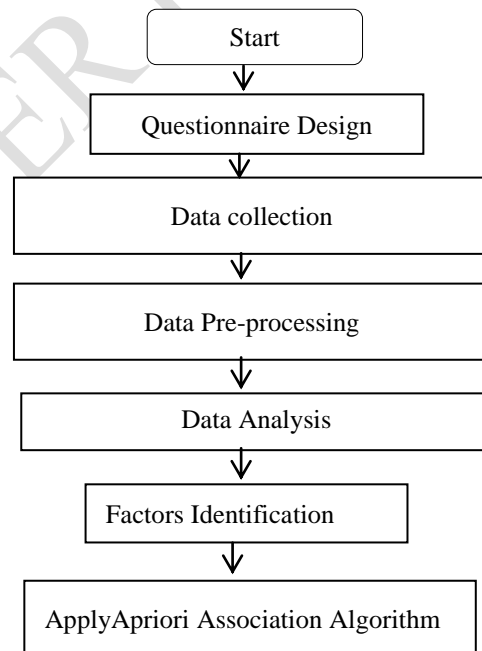 Start
Questionnaire Design
Data collection
Data Pre-processing
Data Analysis
Factors Identification
ApplyApriori Association Algorithm